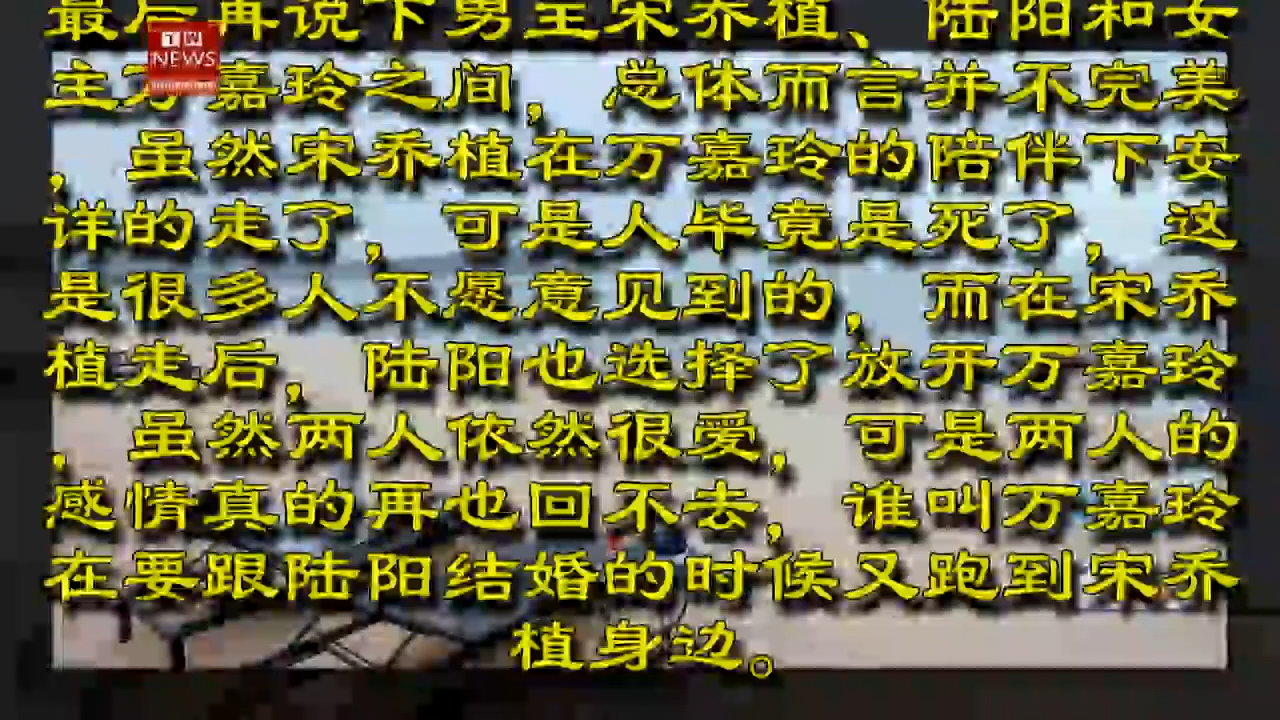 最后再说下男主宋乔植、陆阳和女
主万嘉玲之间，总体而言并不完美
，虽然宋乔植在万嘉玲的陪伴下安
详的走了，可是人毕竟是死了，这
是很多人不愿意见到的，而在宋乔
植走后，陆阳也选择了放开万嘉玲
，虽然两人依然很爱，可是两人的
感情真的再也回不去，谁叫万嘉玲
在要跟陆阳结婚的时候又跑到宋乔
植身边。
TW
NEWS